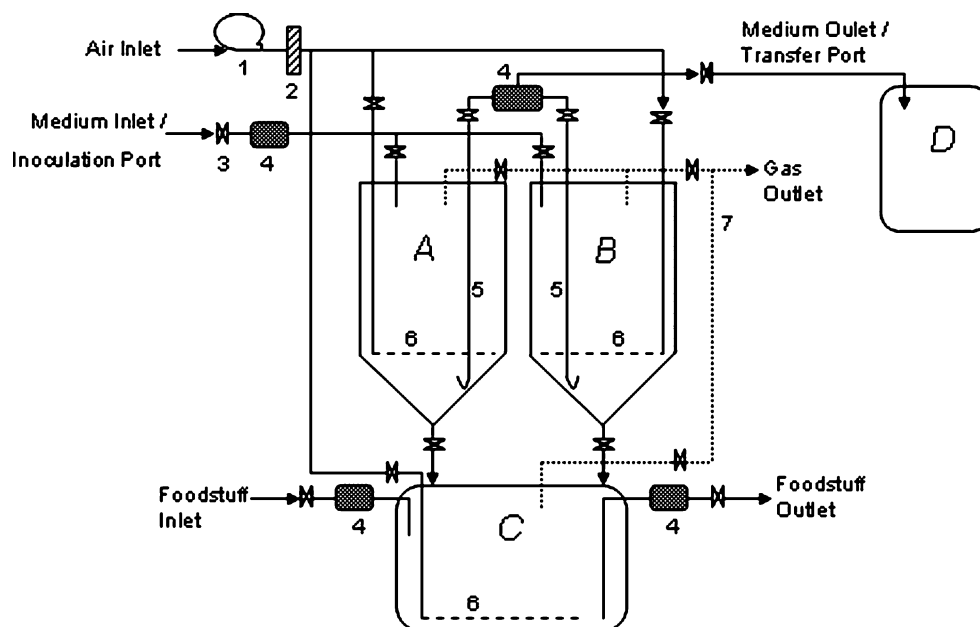 Air Inlet
1
2
Medium Oulet /
Transfer Port
4
Medium Inlet /
Inoculation Port
3
4
D
Gas
Outlet
7
A
B
5
5
6
6
Foodstuff
Inlet
4
C
4
Foodstuff
Outlet
6